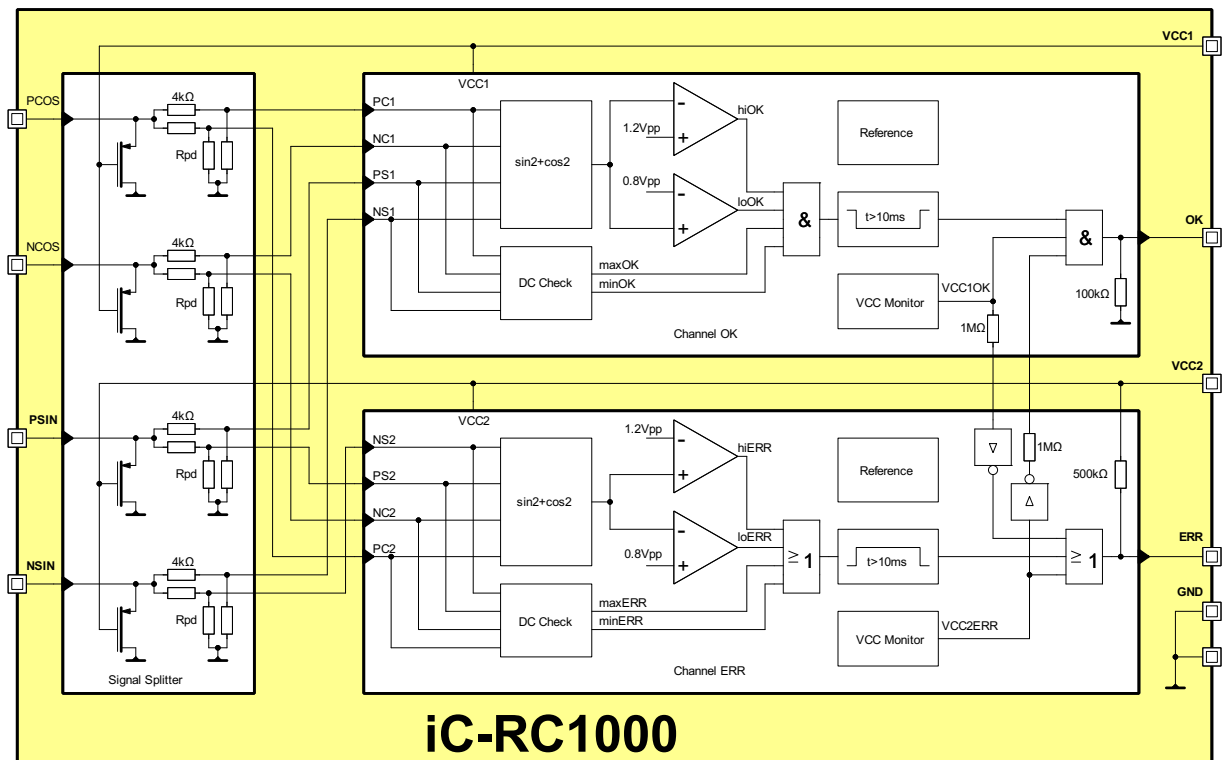 VCC1
PCOS
4kΩ
Rpd
NCOS
4kΩ
Rpd
PSIN
4kΩ
Rpd
NSIN
4kΩ
Rpd
Signal Splitter
VCC1
PC1
NC1
PS1
NS1
sin2+cos2
-
+
1.2Vpp
hiOK
0.8Vpp
-
+
loOK
&
DC Check
maxOK
minOK
Reference
t>10ms
&
OK
VCC Monitor
VCC1OK
100kΩ
1MΩ
Channel OK
VCC2
VCC2
NS2
PS2
NC2
PC2
sin2+cos2
1.2Vpp
-
+
hiERR
-
+
0.8Vpp
loERR
≥ 1
DC Check
maxERR
minERR
Reference
1MΩ
500kΩ
t>10ms
≥ 1
ERR
VCC Monitor
VCC2ERR
Channel ERR
GND
iC-RC1000